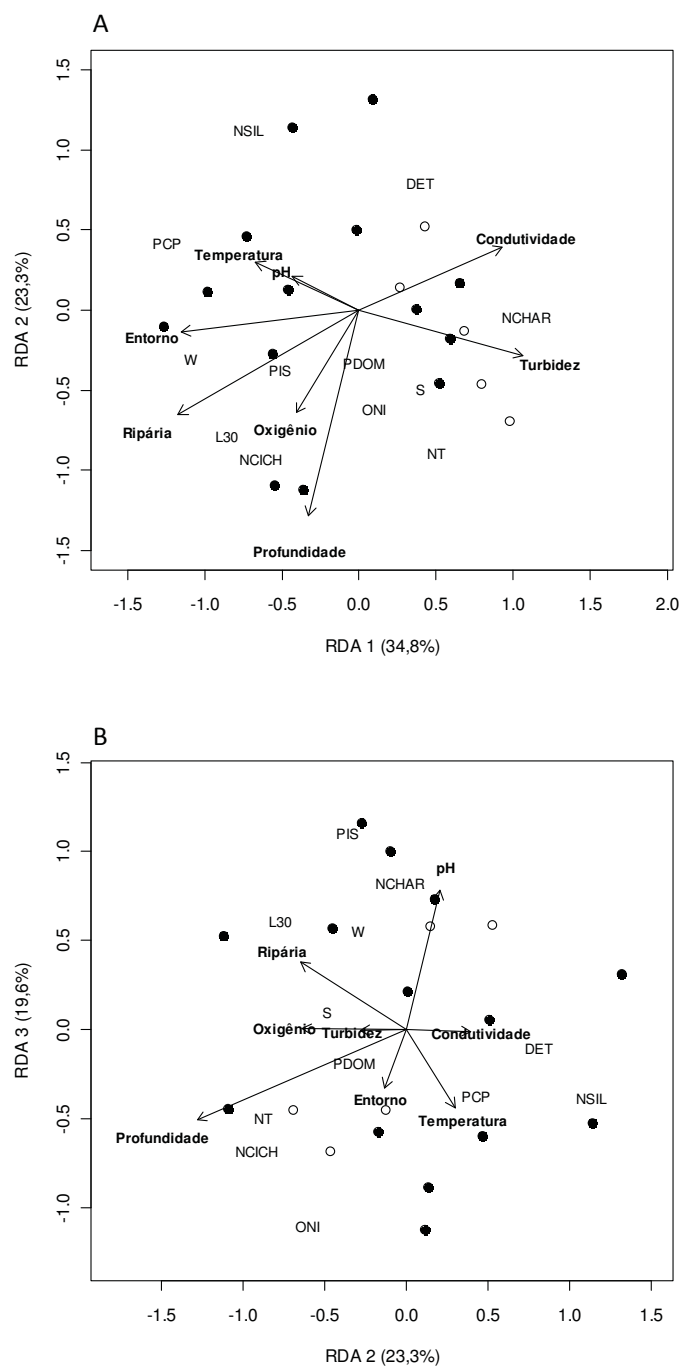 A
1.5
NSIL
1.0
DET
PCP
0.5
Temperatura
Condutividade
pH
RDA 2 (23,3%)
0.0
Entorno
NCHAR
W
PIS
PDOM
Turbidez
-0.5
S
ONI
Ripária
Oxigênio
L30
NCICH
NT
-1.0
Profundidade
-1.5
-1.5 -1.0 -0.5 0.0 0.5 1.0 1.5 2.0
RDA 1 (34,8%)
B
1.5
PIS
1.0
pH
NCHAR
L30
W
0.5
Ripária
RDA 3 (19,6%)
S
0.0
Oxigênio Turbidez Condutividade
DET
PDOM
PCP
Entorno
NSIL
-0.5
NT
Temperatura
Profundidade
NCICH
-1.0
ONI
-1.5 -1.0 -0.5 0.0 0.5 1.0 1.5
RDA 2 (23,3%)